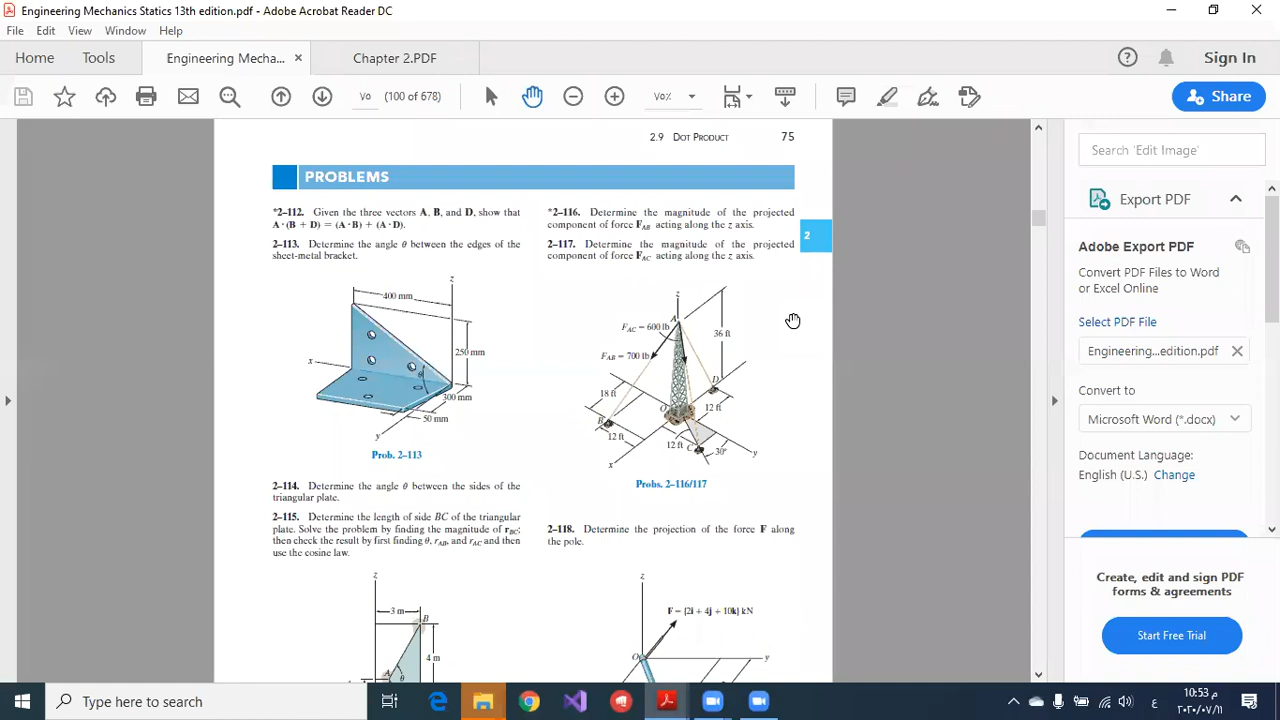 Engineering Mechanics Statics 13th edition.pdf - Adobe Acrobat Reader DC
File Edit View Window Help
Home Tools Engineering Mecha... × Chapter 2.PDF Sign In
٧٥ (100 of 678) ٧٥% Share
2.9 DOT PRODUCT 75
PROBLEMS
2
*2–112. Given the three vectors A, B, and D, show that
A · (B + D) = (A · B) + (A · D).
2–113. Determine the angle θ between the edges of the
sheet-metal bracket.
z
400 mm
250 mm
x
θ
300 mm
50 mm
y
Prob. 2–113
2–114. Determine the angle θ between the sides of the
triangular plate.
2–115. Determine the length of side BC of the triangular
plate. Solve the problem by finding the magnitude of rBC;
then check the result by first finding θ, rAB, and rAC and then
use the cosine law.
z
3 m
B
4 m
A
θ
*2–116. Determine the magnitude of the projected
component of force FAB acting along the z axis.
2–117. Determine the magnitude of the projected
component of force FAC acting along the z axis.
z
A
FAC = 600 lb
36 ft
FAB = 700 lb
D
18 ft
O
12 ft
B
12 ft
12 ft
C
30°
x
y
Probs. 2–116/117
2–118. Determine the projection of the force F along
the pole.
z
F = {2i + 4j + 10k} kN
O
y
Search 'Edit Image'
Export PDF
Adobe Export PDF
Convert PDF Files to Word
or Excel Online
Select PDF File
Engineering...edition.pdf
Convert to
Microsoft Word (*.docx)
Document Language:
English (U.S.) Change
Create, edit and sign PDF
forms & agreements
Start Free Trial
Type here to search
ع
10:53 م